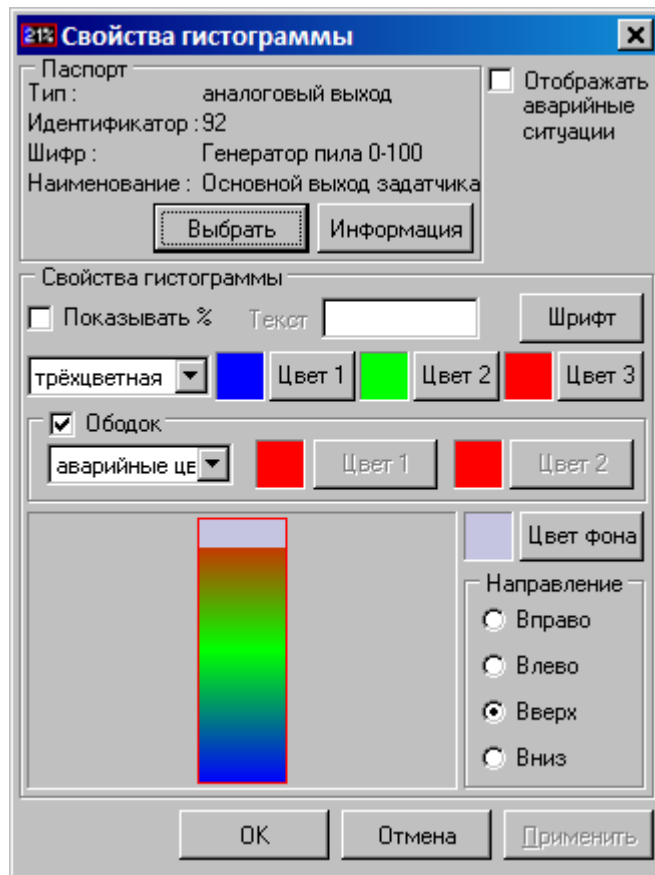 21% Свойства гистограммы
Паспорт
Тип : аналоговый выход
Идентификатор : 92
Шифр : Генератор пила 0-100
Наименование : Основной выход задатчика
Выбрать Информация
Отображать
аварийные
ситуации
Свойства гистограммы
Показывать % Текст Шрифт
трёхцветная Цвет 1 Цвет 2 Цвет 3
Ободок
аварийные цв Цвет 1 Цвет 2
Цвет фона
Направление
Вправо
Влево
Вверх
Вниз
OK Отмена Применить